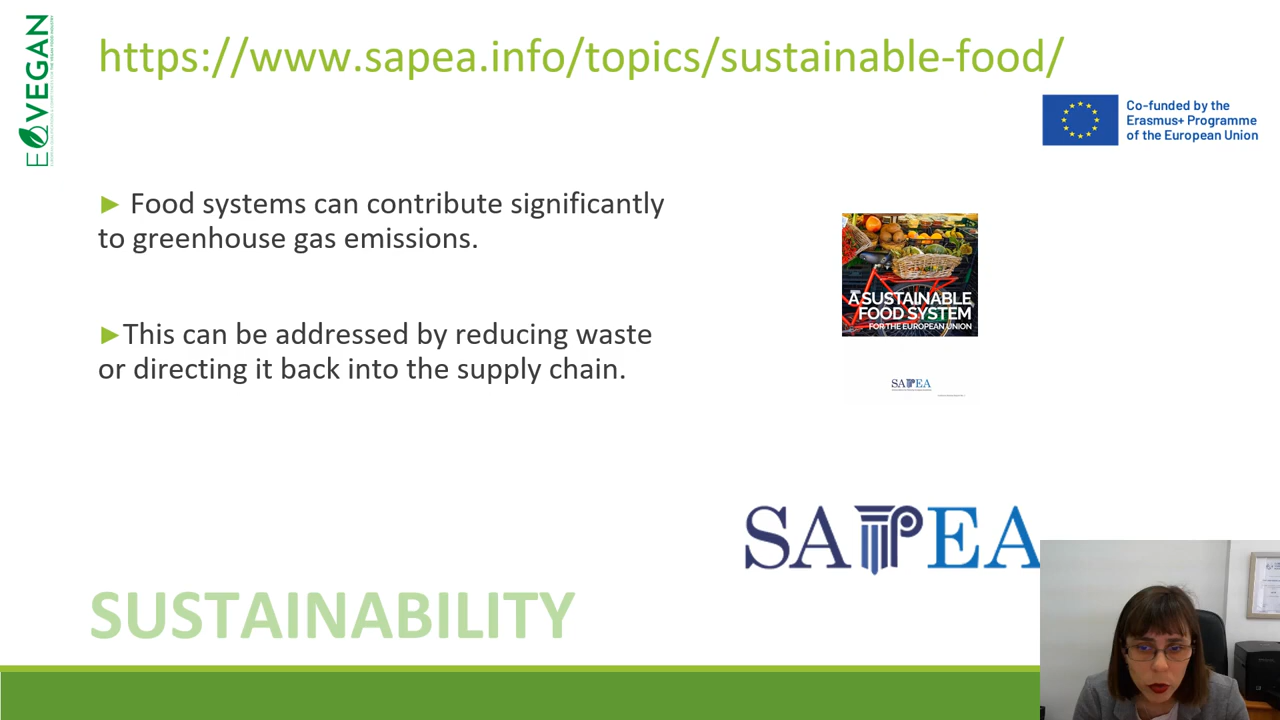 EQVEGAN
https://www.sapea.info/topics/sustainable-food/
Co-funded by the
Erasmus+ Programme
of the European Union
► Food systems can contribute significantly
to greenhouse gas emissions.
►This can be addressed by reducing waste
or directing it back into the supply chain.
A SUSTAINABLE
FOOD SYSTEM
FOR THE EUROPEAN UNION
SAPEA
SAPEA
SUSTAINABILITY